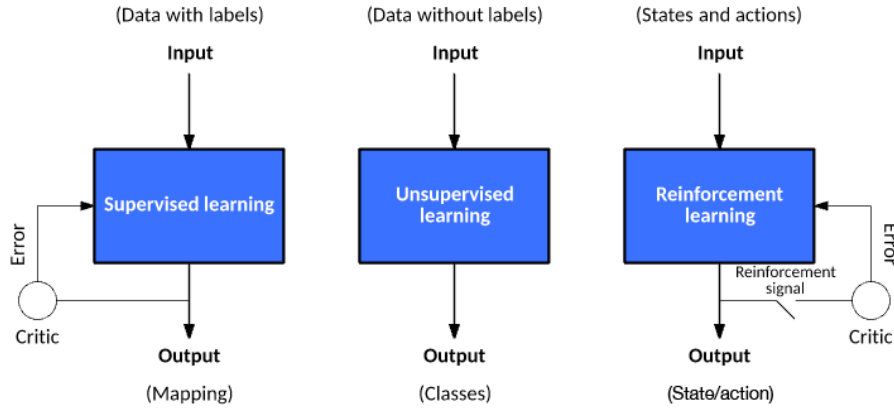 (Data with labels)
Input
Supervised learning
Error
Critic
Output
(Mapping)
(Data without labels)
Input
Unsupervised
learning
Output
(Classes)
(States and actions)
Input
Reinforcement
learning
Error
Reinforcement
signal
Critic
Output
(State/action)